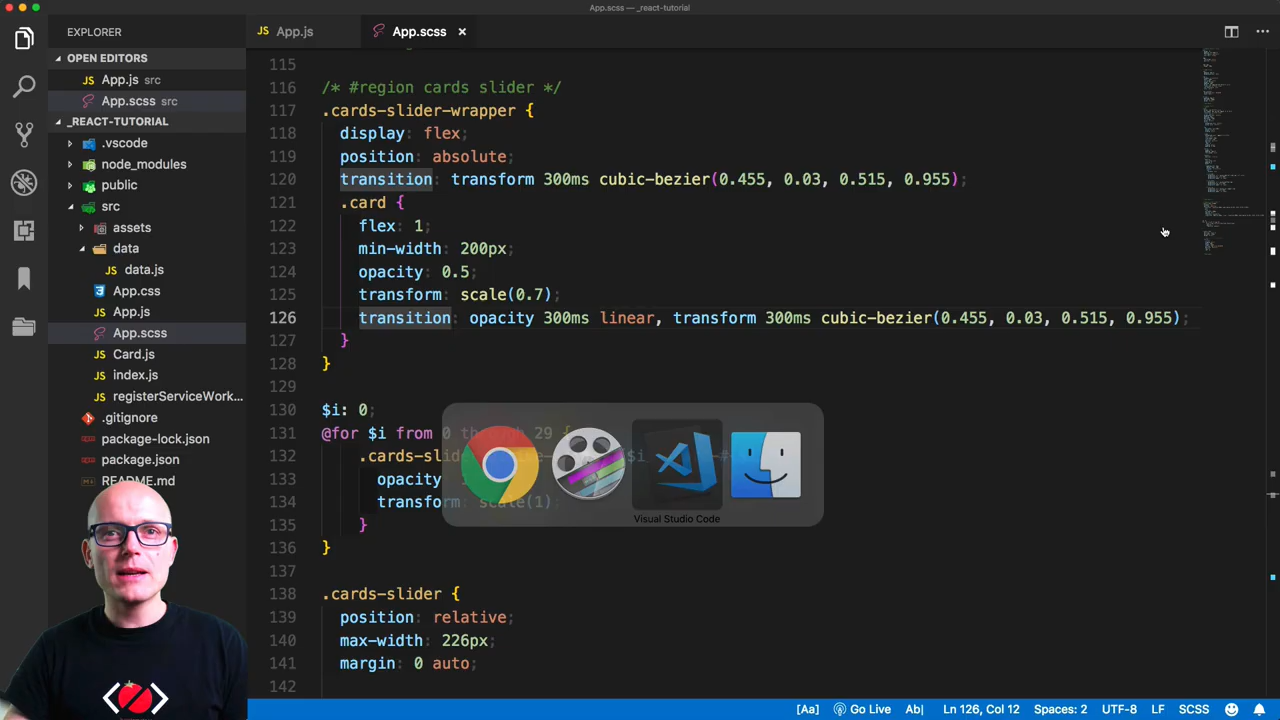 App.scss — _react-tutorial
EXPLORER
App.js
App.scss ×
OPEN EDITORS
App.js src
App.scss src
_REACT-TUTORIAL
.vscode
node_modules
public
src
assets
data
data.js
App.css
App.js
App.scss
Card.js
index.js
registerServiceWork...
.gitignore
package-lock.json
package.json
README.md
115
116 /* #region cards slider */
117 .cards-slider-wrapper {
118 display: flex;
119 position: absolute;
120 transition: transform 300ms cubic-bezier(0.455, 0.03, 0.515, 0.955);
121 .card {
122 flex: 1;
123 min-width: 200px;
124 opacity: 0.5;
125 transform: scale(0.7);
126 transition: opacity 300ms linear, transform 300ms cubic-bezier(0.455, 0.03, 0.515, 0.955);
127 }
128 }
129
130 $i: 0;
131 @for $i from 0 through 29 {
132 .cards-sli
133 opacity
134 transform: scale(1);
135 }
136 }
137
138 .cards-slider {
139 position: relative;
140 max-width: 226px;
141 margin: 0 auto;
142
Visual Studio Code
[Aa] Go Live Ab| Ln 126, Col 12 Spaces: 2 UTF-8 LF SCSS